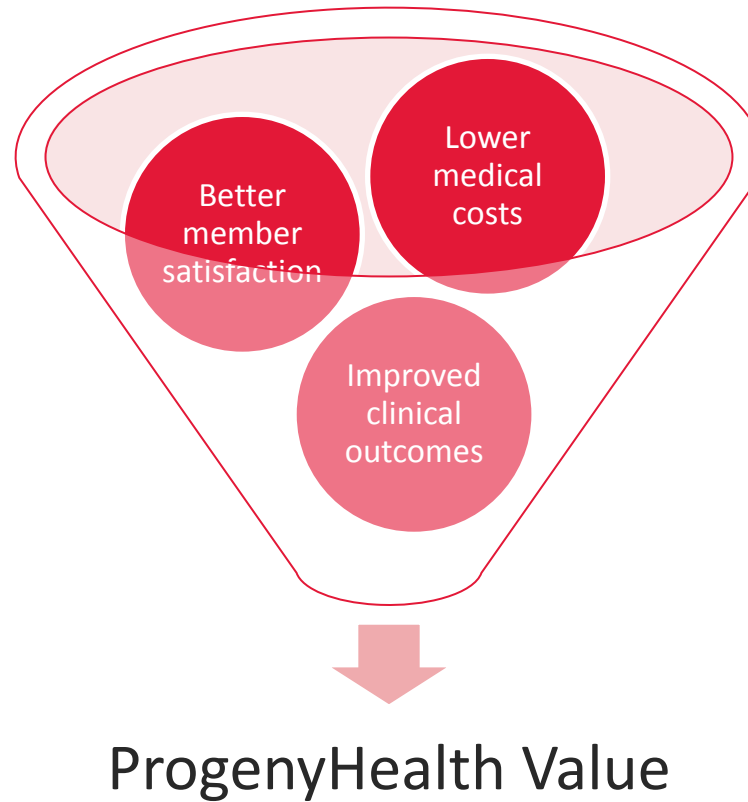 Lower
medical
costs
Better
member
satisfaction
Improved
clinical
outcomes
ProgenyHealth Value